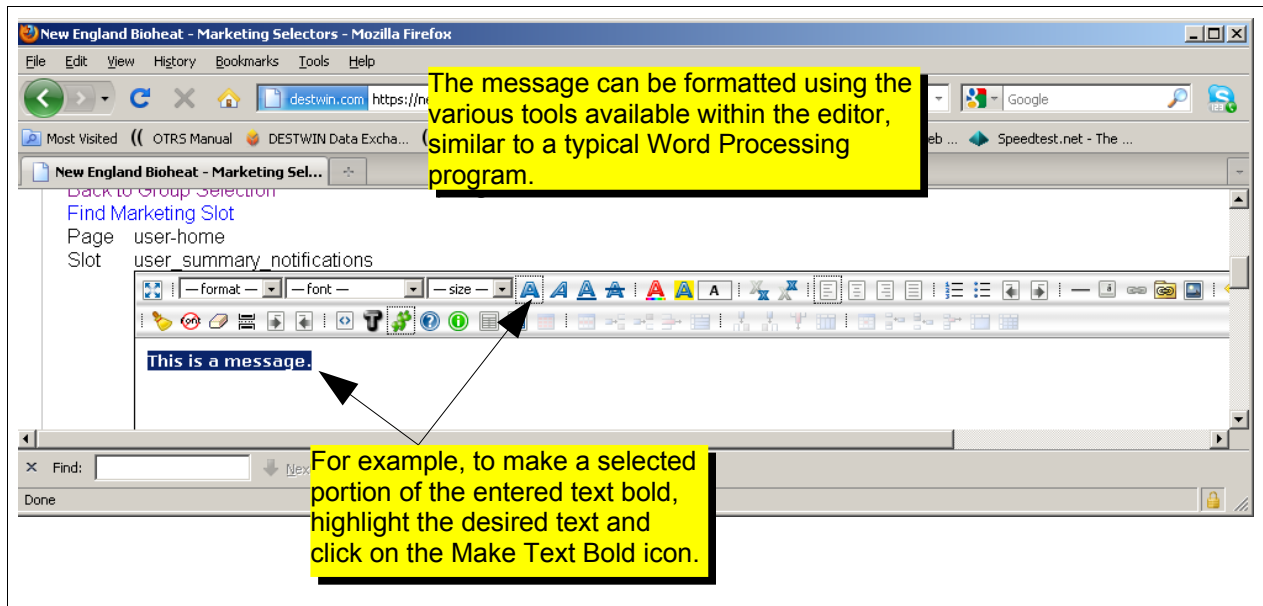 New England Bioheat - Marketing Selectors - Mozilla Firefox
File Edit View History Bookmarks Tools Help
The message can be formatted using the
various tools available within the editor,
similar to a typical Word Processing
program.
destwin.com https://ne
Google
Most Visited OTRS Manual DESTWIN Data Excha... eb ... Speedtest.net - The ...
New England Bioheat - Marketing Sel...
Back to Group Selection
Find Marketing Slot
Page user-home
Slot user_summary_notifications
— format — — font — — size —
This is a message.
For example, to make a selected
portion of the entered text bold,
highlight the desired text and
click on the Make Text Bold icon.
× Find: Nex
Done